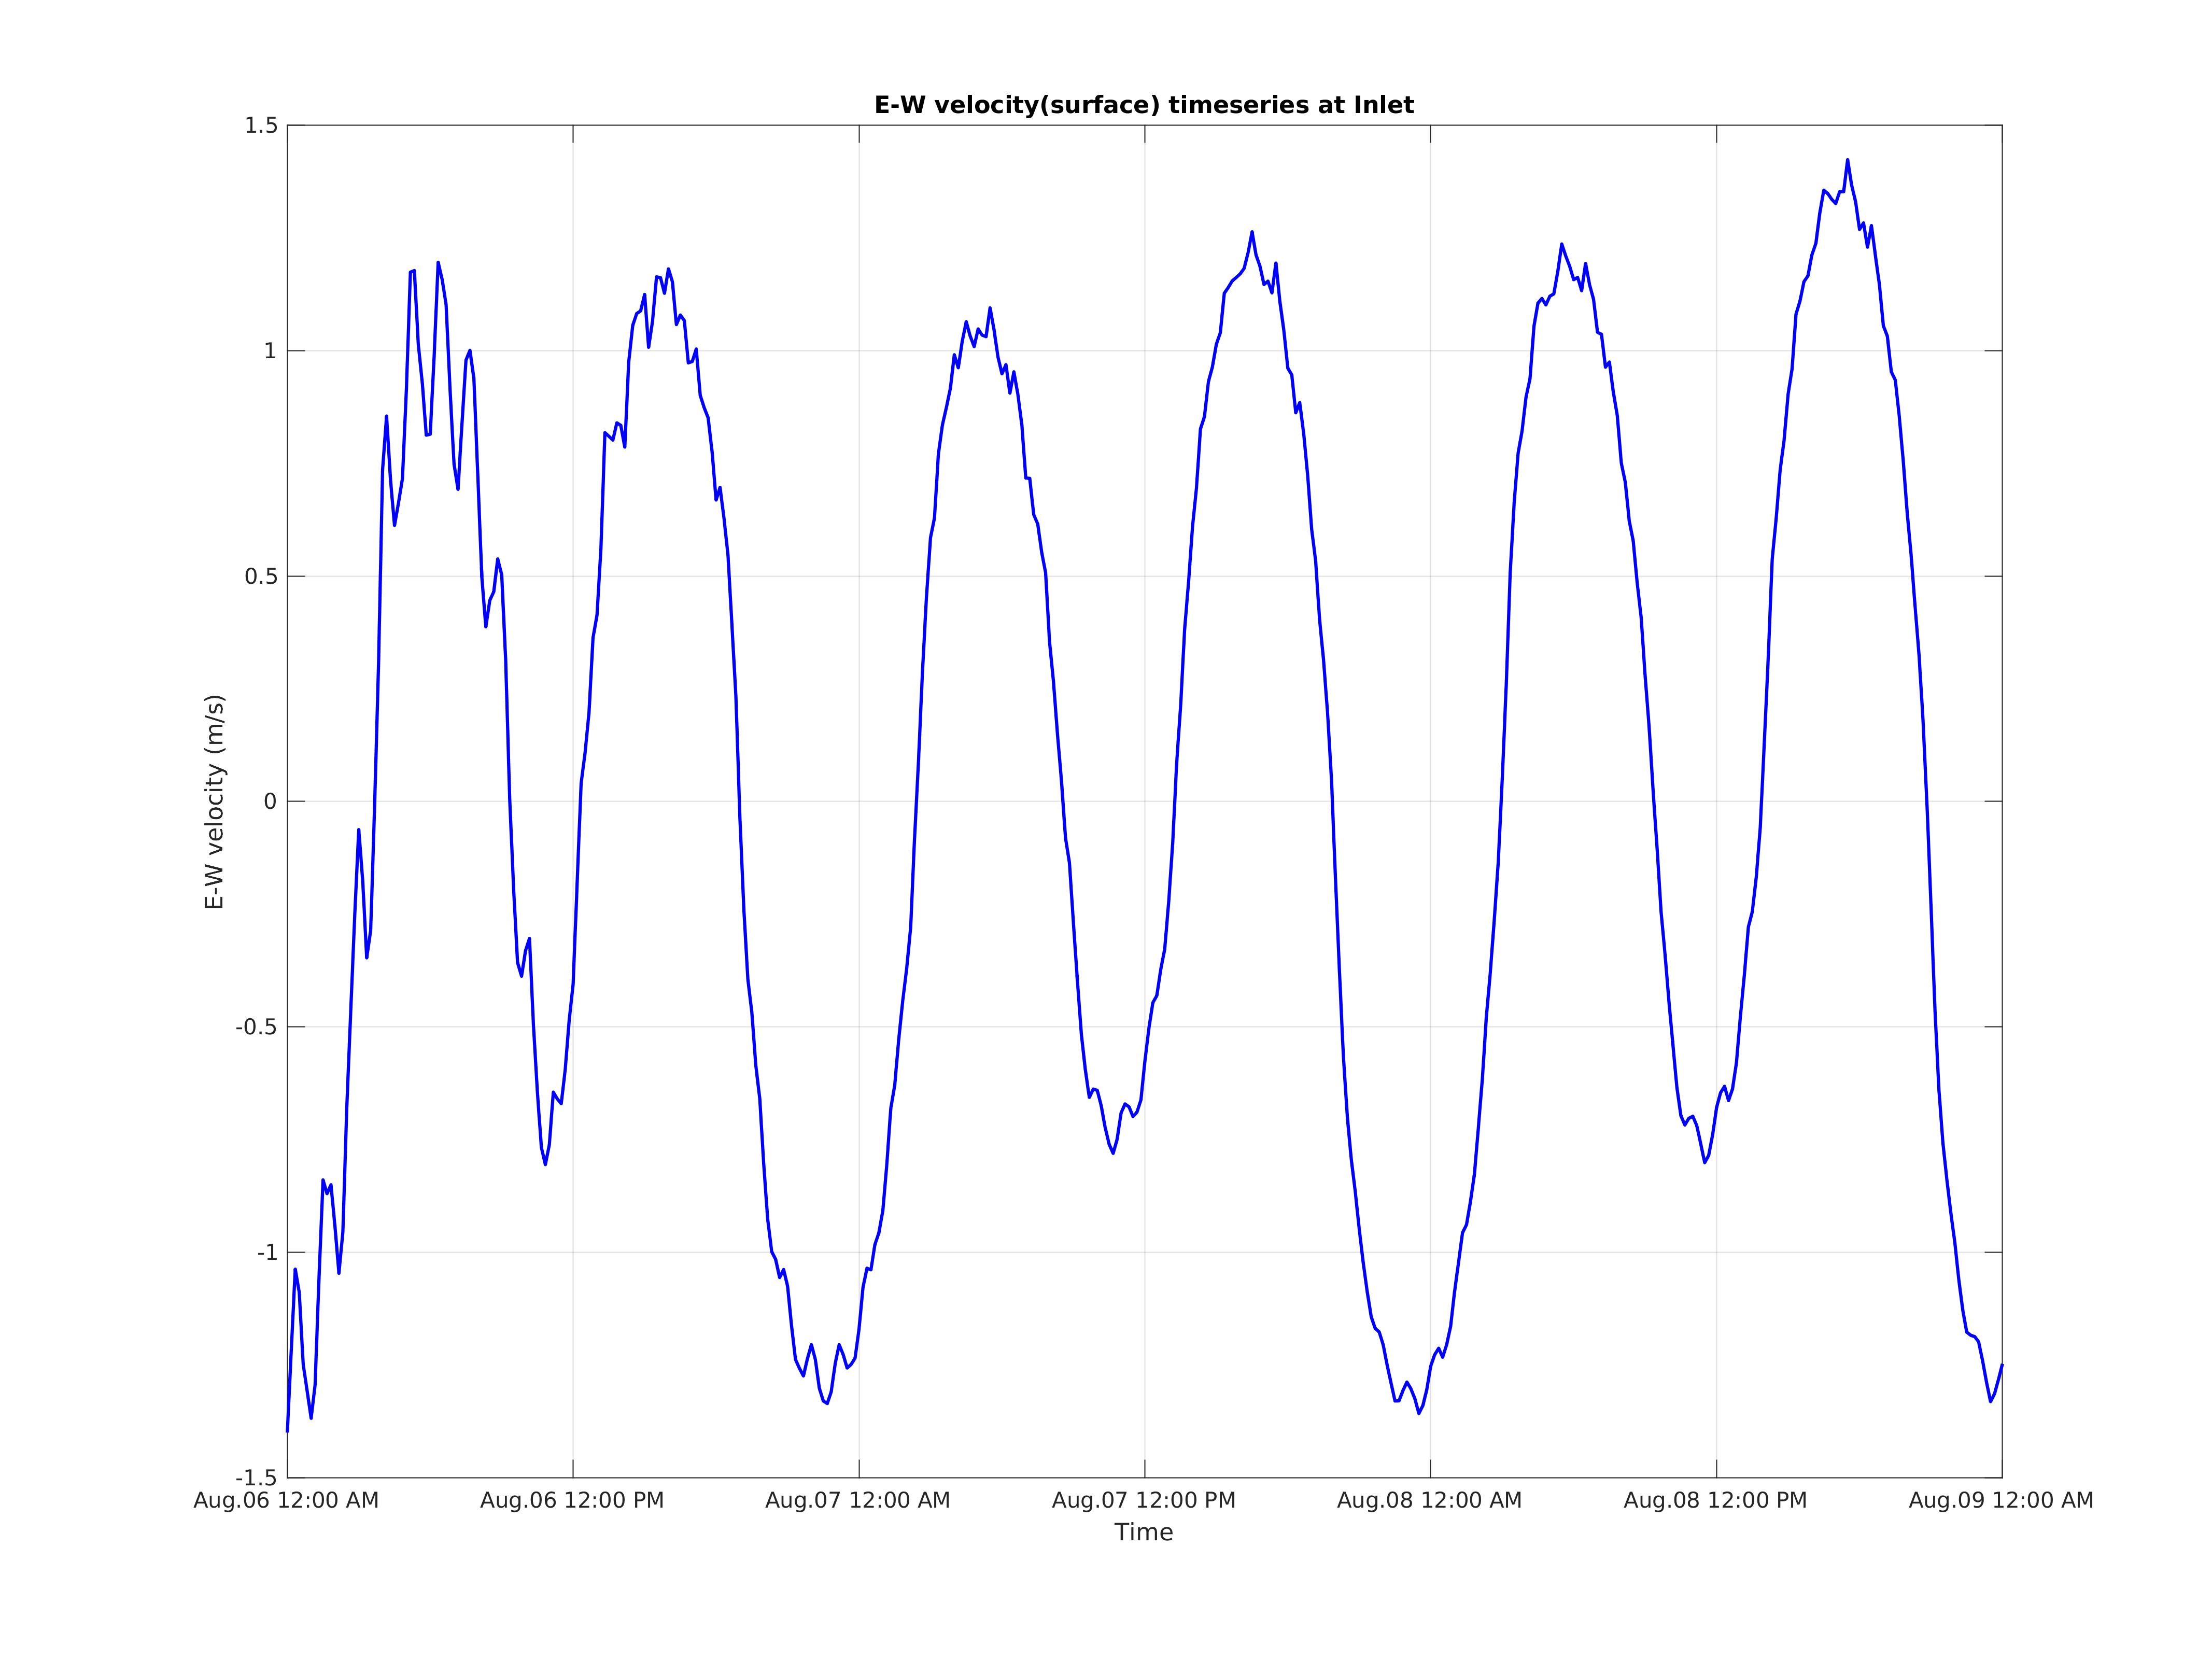 E-W velocity(surface) timeseries at Inlet
1.5
1
0.5
0
-0.5
-1
-1.5
E-W velocity (m/s)
Aug.06 12:00 AM Aug.06 12:00 PM Aug.07 12:00 AM Aug.07 12:00 PM Aug.08 12:00 AM Aug.08 12:00 PM Aug.09 12:00 AM
Time